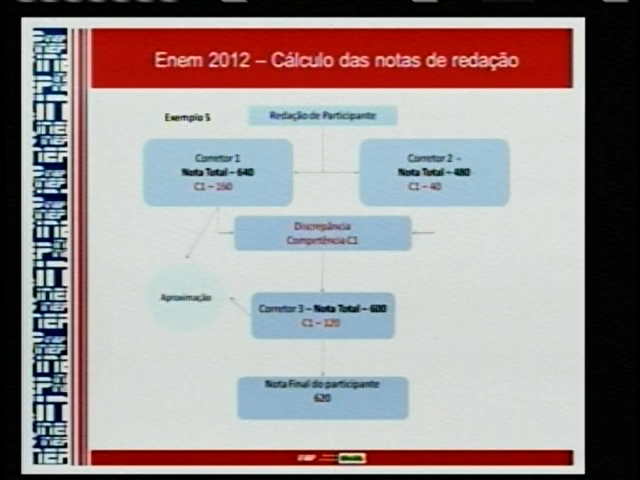 Enem 2012 – Cálculo das notas de redação
Exemplo 5
Redação de Participante
Corretor 1
Nota Total – 640
C1 – 160
Corretor 2 -
Nota Total – 480
C1 – 40
Discrepância
Competência C1
Aproximação
Corretor 3 – Nota Total – 600
C1 – 120
Nota Final do participante
620